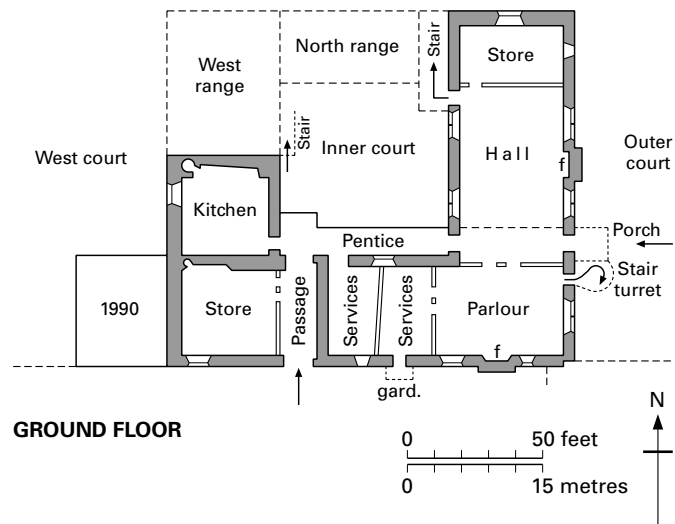 North range
Stair
Store
West
range
Stair
Inner court
Hall
f
Outer
court
West court
Kitchen
Porch
Pentice
Stair
turret
1990
Store
Passage
Services
Services
Parlour
f
gard.
GROUND FLOOR
N
0 50 feet
0 15 metres